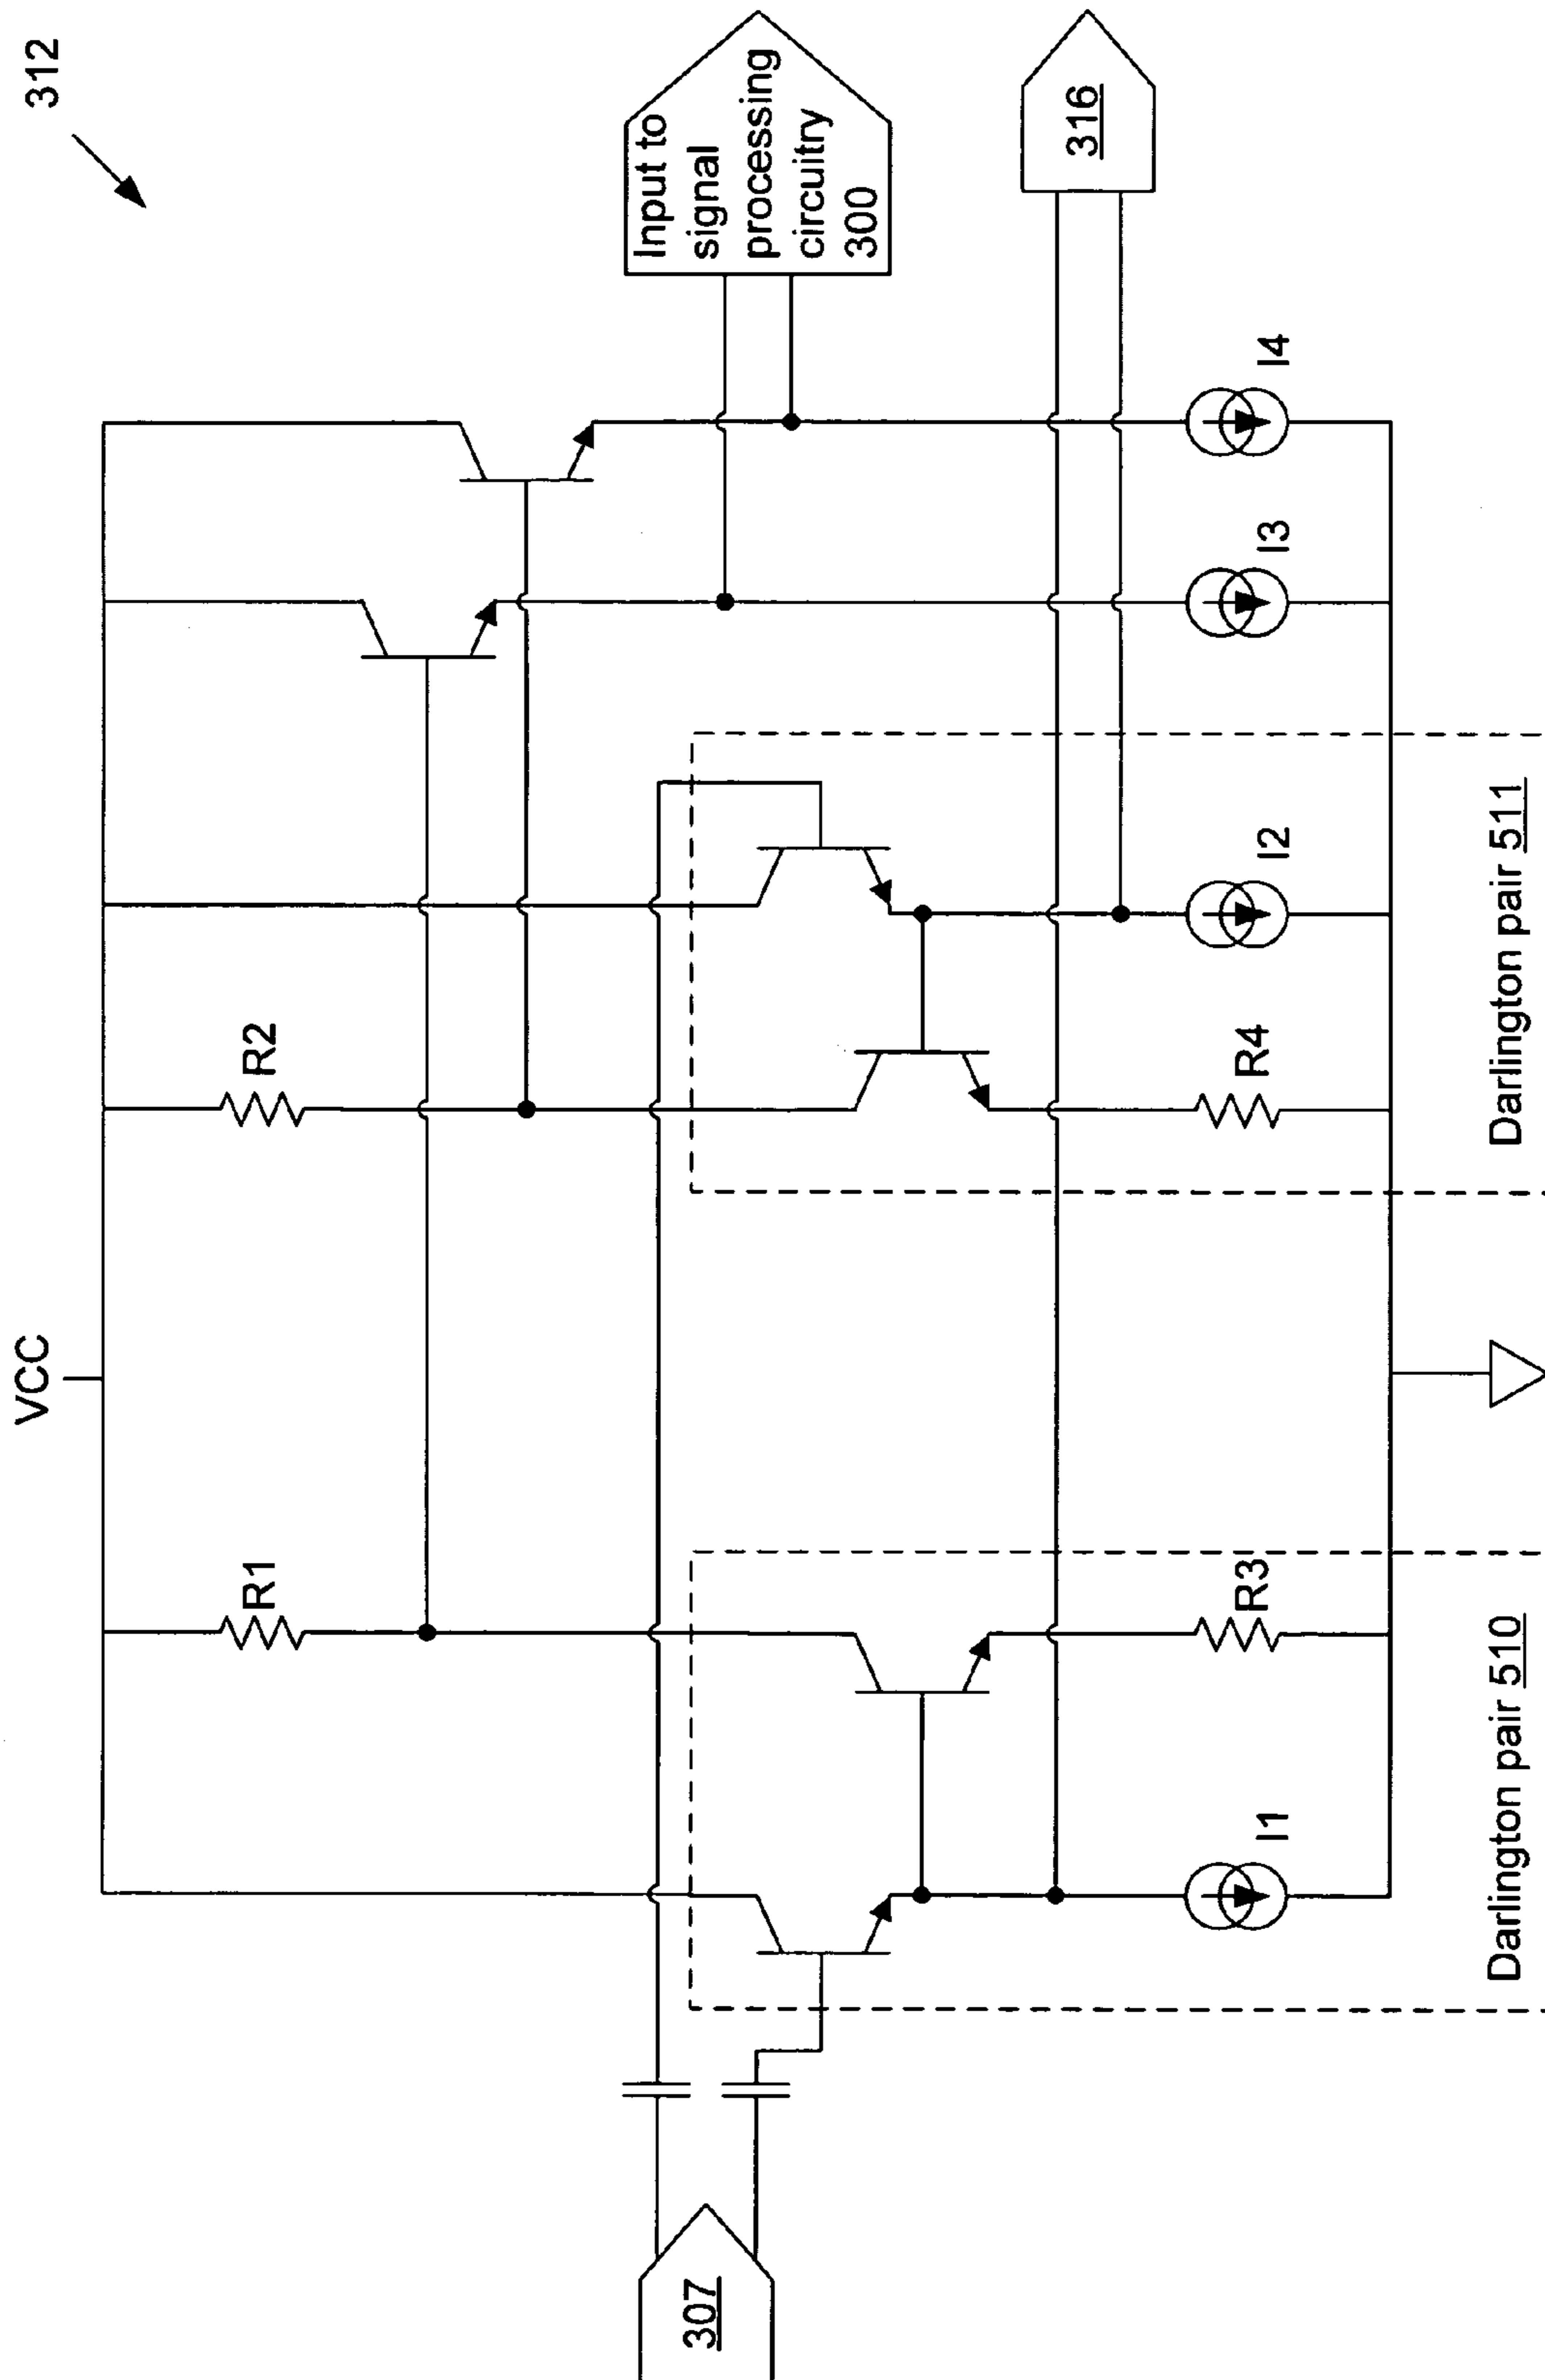 312
VCC
R1
R2
Input to
signal
processing
circuitry
300
307
316
R3
R4
I1
I2
I3
I4
Darlington pair 510
Darlington pair 511